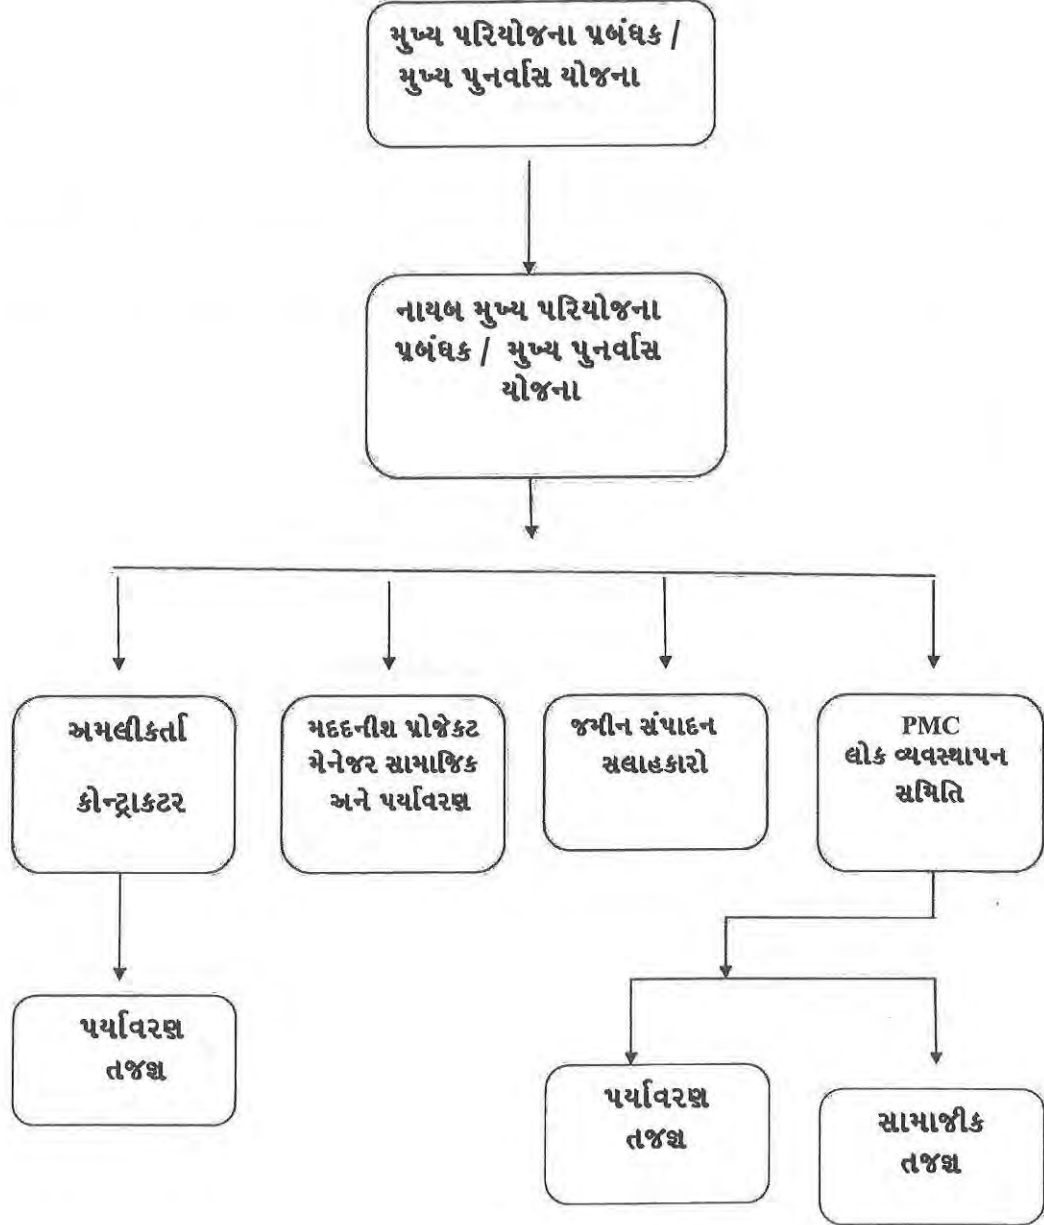 મુખ્ય પરિયોજના પ્રબંધક /
મુખ્ય પુનર્વાસ યોજના
નાયબ મુખ્ય પરિયોજના
પ્રબંધક / મુખ્ય પુનર્વાસ
યોજના
અમલીકર્તા
કોન્ટ્રાકટર
મદદનીશ પ્રોજેકટ
મેનેજર સામાજિક
અને પર્યાવરણ
જમીન સંપાદન
સલાહકારો
PMC
લોક વ્યવસ્થાપન
સમિતિ
પર્યાવરણ
તજજ્ઞ
પર્યાવરણ
તજજ્ઞ
સામાજીક
તજજ્ઞ